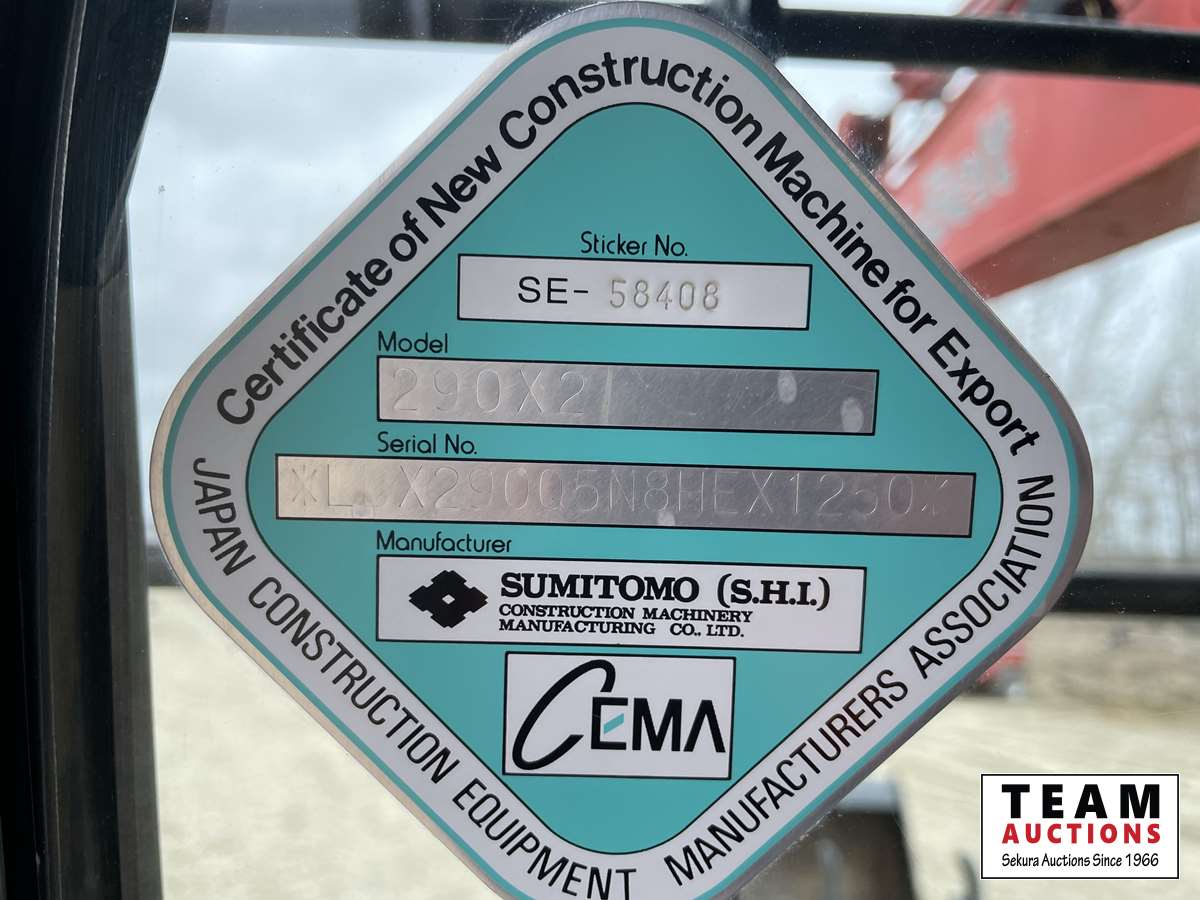 Certificate of New Construction Machine for Export
Sticker No.
SE- 58408
Model
290X2
Serial No.
Manufacturer
SUMITOMO (S.H.I.)
CONSTRUCTION MACHINERY
MANUFACTURING CO., LTD.
CEMA
JAPAN CONSTRUCTION EQUIPMENT MANUFACTURERS ASSOCIATION
TEAM
AUCTIONS
Sekura Auctions Since 1966